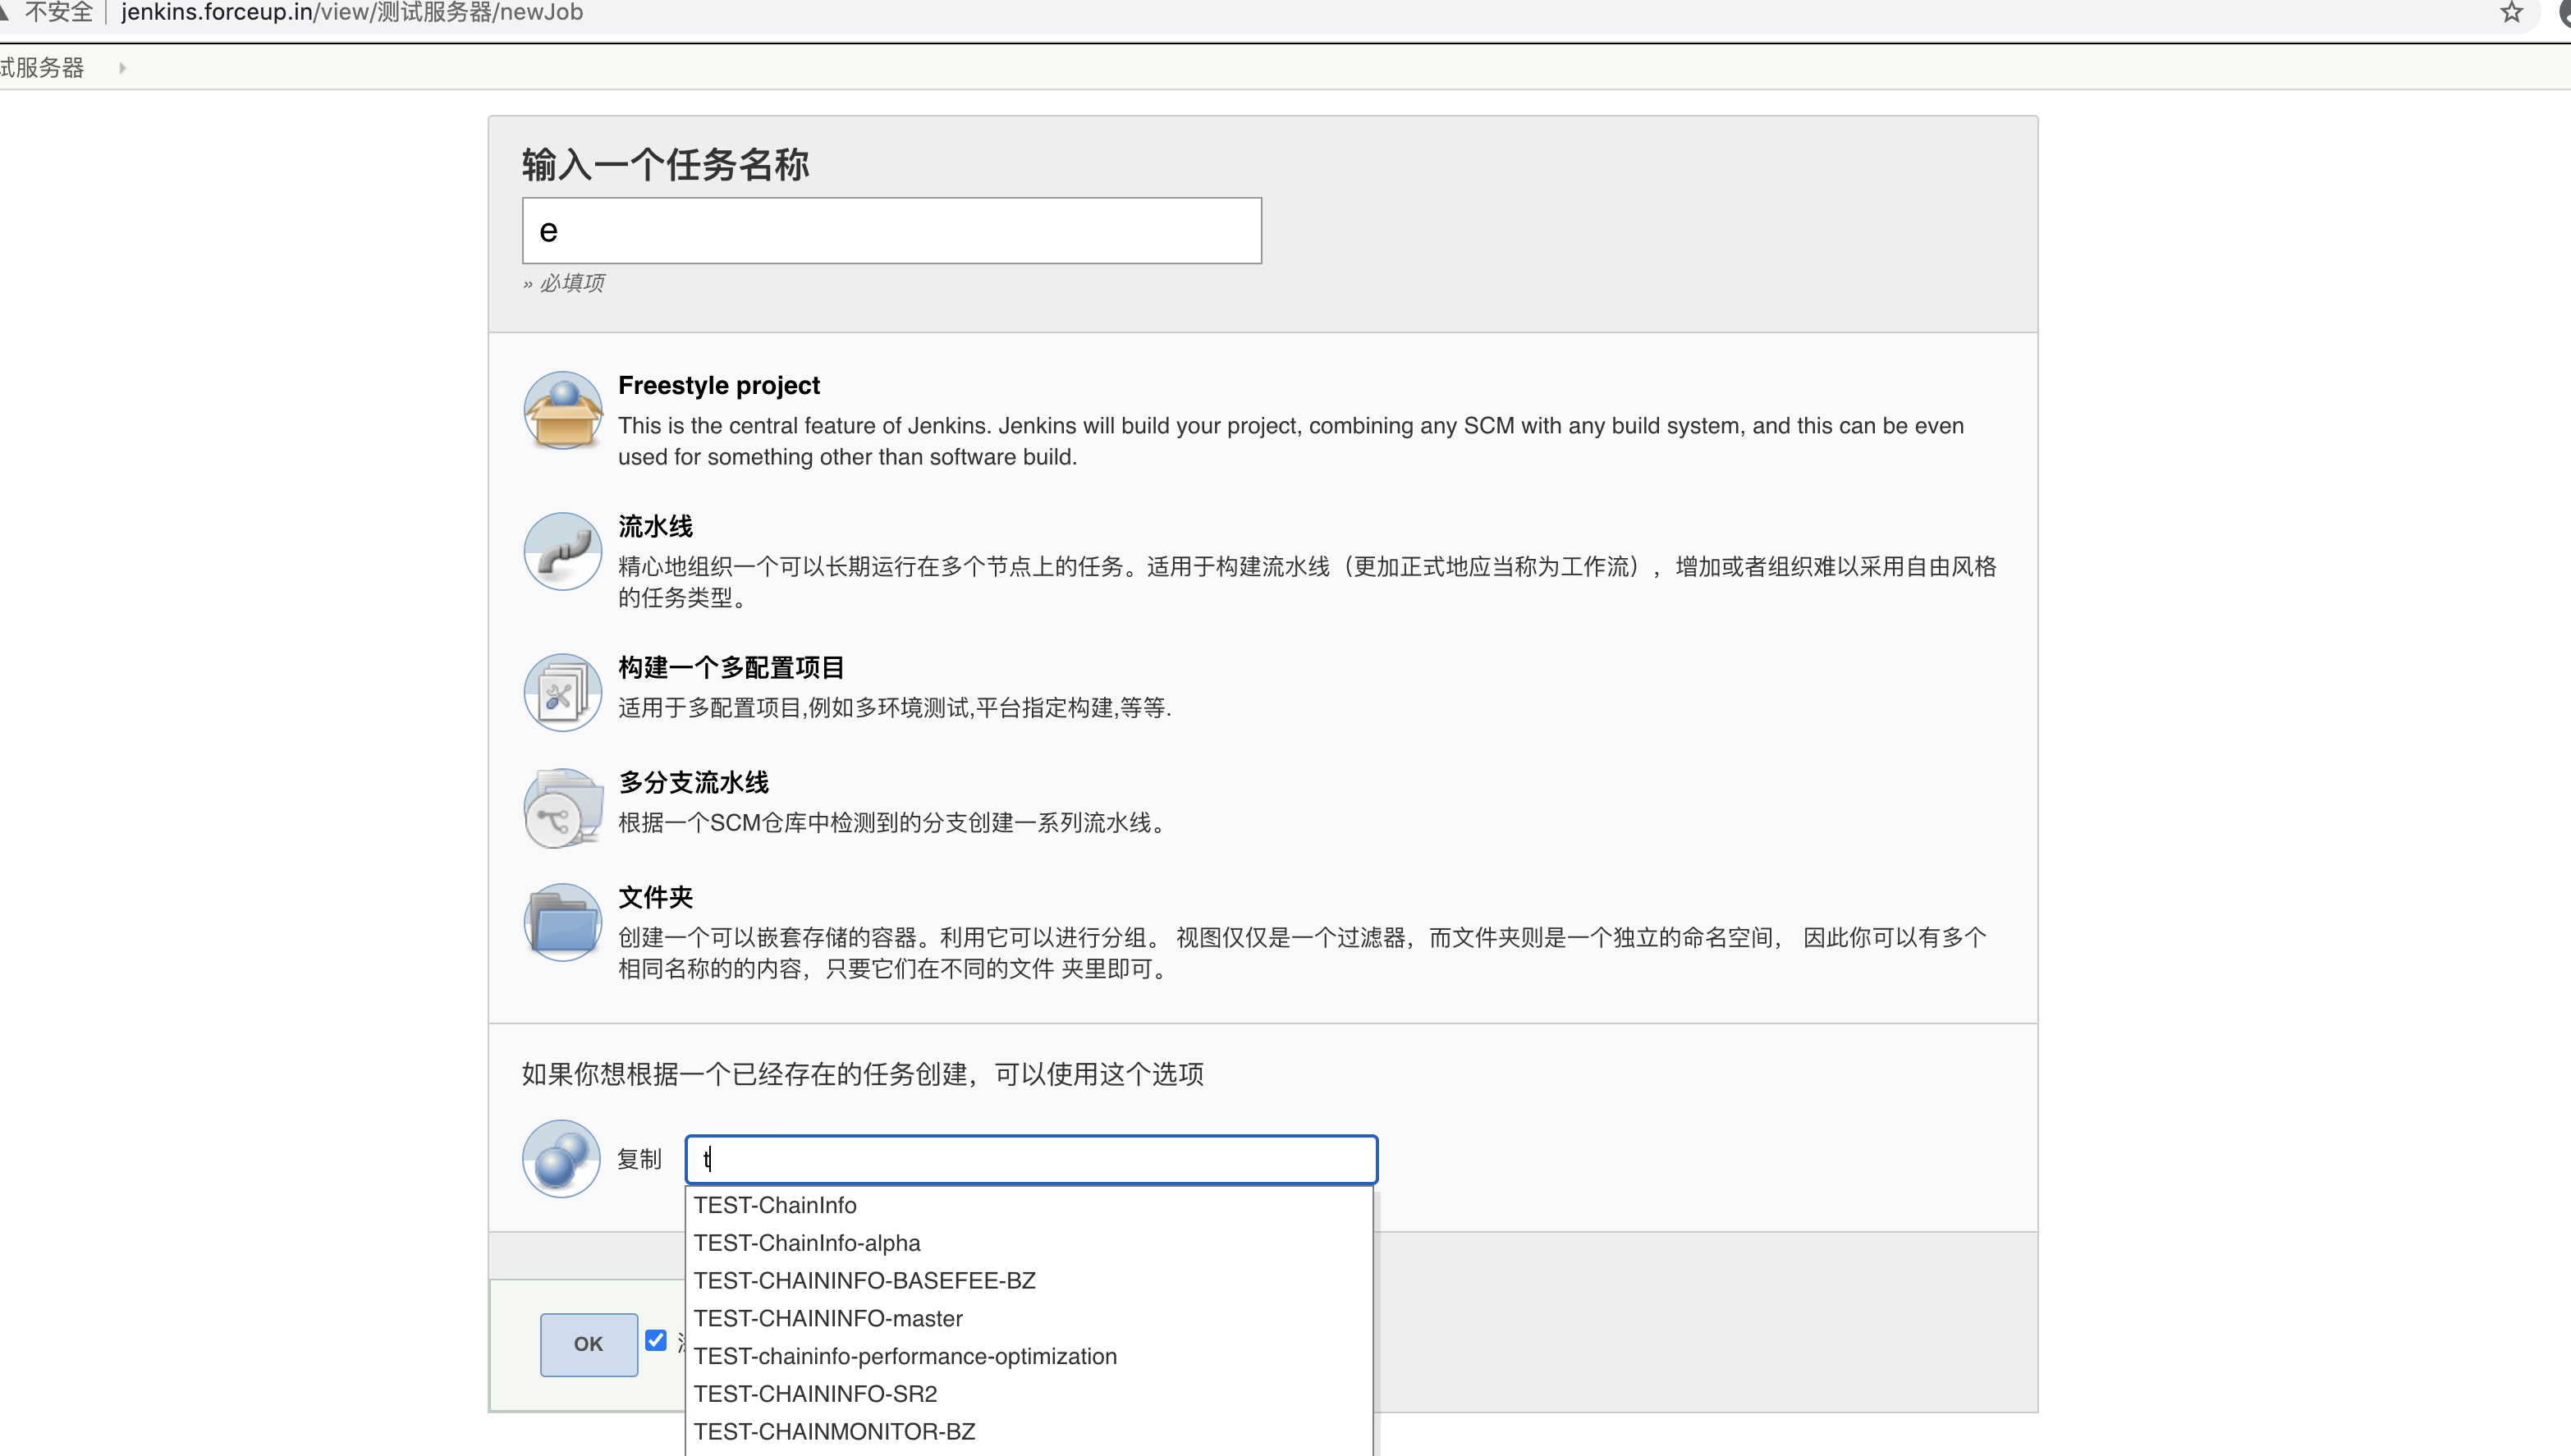 不安全 jenkins.forceup.in/view/测试服务器/newJob
试服务器
输入一个任务名称
e
» 必填项
Freestyle project
This is the central feature of Jenkins. Jenkins will build your project, combining any SCM with any build system, and this can be even
used for something other than software build.
流水线
精心地组织一个可以长期运行在多个节点上的任务。适用于构建流水线（更加正式地应当称为工作流），增加或者组织难以采用自由风格
的任务类型。
构建一个多配置项目
适用于多配置项目,例如多环境测试,平台指定构建,等等.
多分支流水线
根据一个SCM仓库中检测到的分支创建一系列流水线。
文件夹
创建一个可以嵌套存储的容器。利用它可以进行分组。 视图仅仅是一个过滤器，而文件夹则是一个独立的命名空间， 因此你可以有多个
相同名称的的内容，只要它们在不同的文件 夹里即可。
如果你想根据一个已经存在的任务创建，可以使用这个选项
复制 t
TEST-ChainInfo
TEST-ChainInfo-alpha
TEST-CHAININFO-BASEFEE-BZ
TEST-CHAININFO-master
OK
TEST-chaininfo-performance-optimization
TEST-CHAININFO-SR2
TEST-CHAINMONITOR-BZ